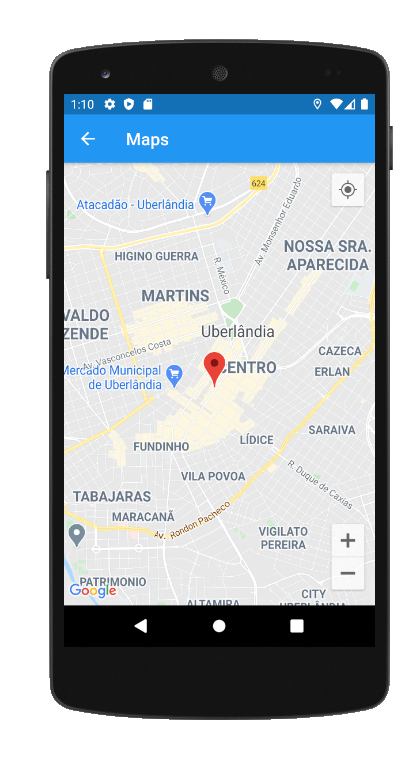 1:10
Maps
624
Atacadão - Uberlândia
Av. Monsenhor Eduardo
NOSSA SRA.
APARECIDA
HIGINO GUERRA
R. México
MARTINS
VALDO
ZENDE
Uberlândia
Av. Vasconcelos Costa
CAZECA
Mercado Municipal
de Uberlândia
CENTRO
ERLAN
SARAIVA
FUNDINHO
LÍDICE
VILA POVOA
R. Duque de Caxias
TABAJARAS
MARACANÃ
Av. Rondon Pacheco
VIGILATO
PEREIRA
+
−
PATRIMONIO
Google
ALTAMIRA
CITY
UBERLÂNDIA